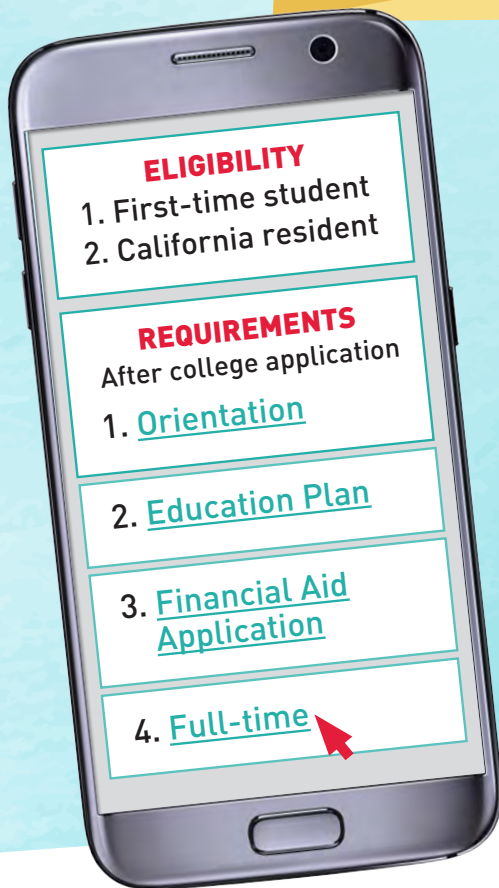 ELIGIBILITY
1. First-time student
2. California resident
REQUIREMENTS
After college application
1. Orientation
2. Education Plan
3. Financial Aid
Application
4. Full-time